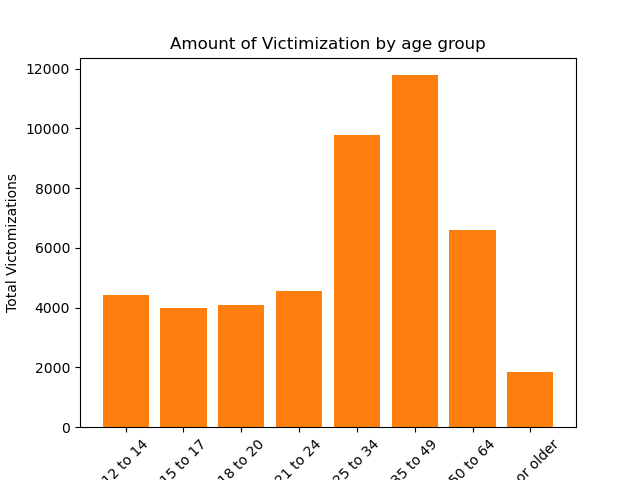 Amount of Victimization by age group
Total Victomizations
12000
10000
8000
6000
4000
2000
0
12 to 14
15 to 17
18 to 20
21 to 24
25 to 34
35 to 49
50 to 64
or older